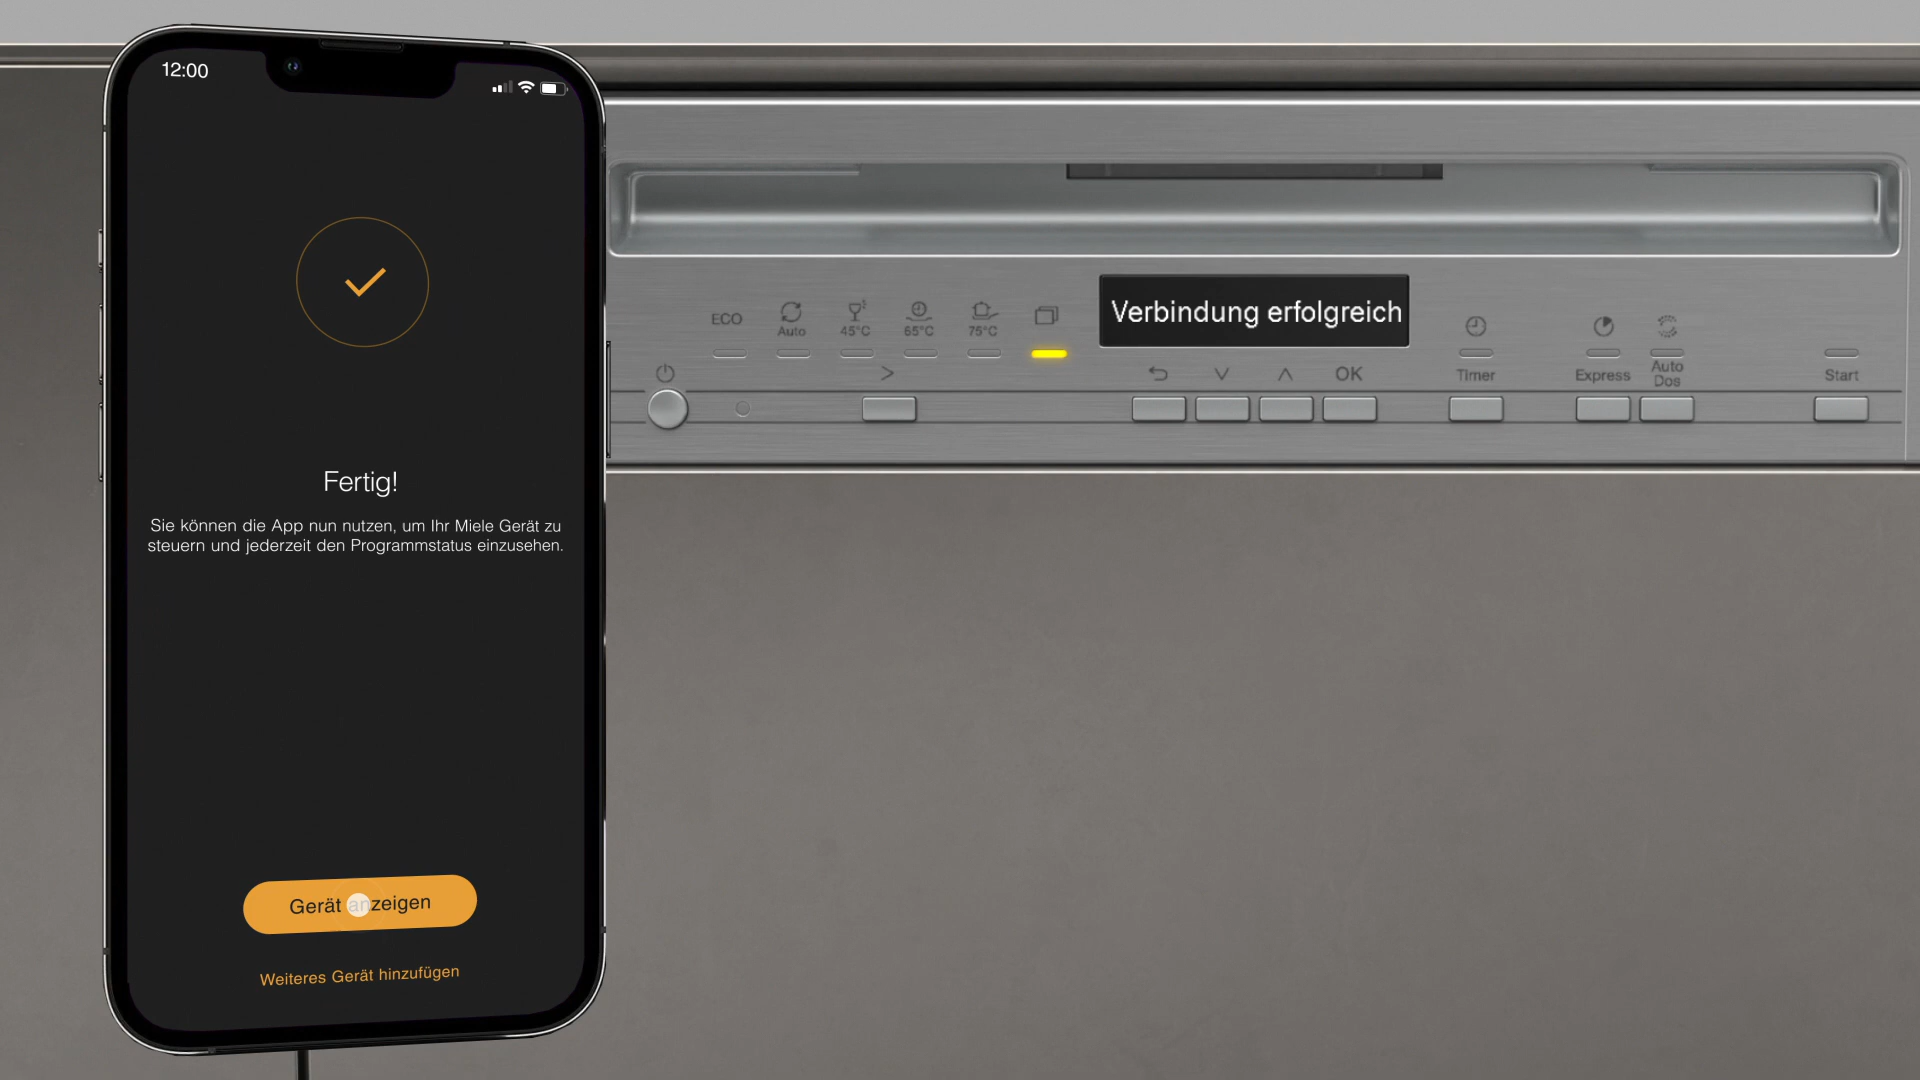 12:00
Fertig!
Sie können die App nun nutzen, um Ihr Miele Gerät zu
steuern und jederzeit den Programmstatus einzusehen.
Gerät anzeigen
Weiteres Gerät hinzufügen
Verbindung erfolgreich
ECO
Auto
45°C
65°C
75°C
>
OK
Timer
Express
Auto
Dos
Start